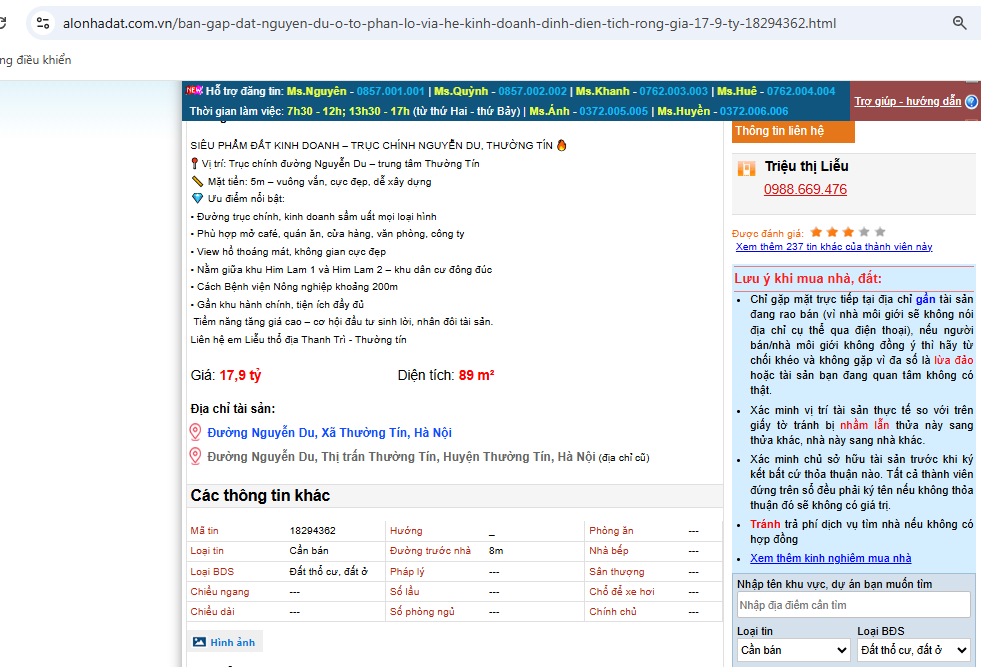 alonhadat.com.vn/ban-gap-dat-nguyen-du-o-to-phan-lo-via-he-kinh-doanh-dinh-dien-tich-rong-gia-17-9-ty-18294362.html
ng điều khiển
NEW Hỗ trợ đăng tin: Ms.Nguyên - 0857.001.001 | Ms.Quỳnh - 0857.002.002 | Ms.Khanh - 0762.003.003 | Ms.Huê - 0762.004.004
Thời gian làm việc: 7h30 - 12h; 13h30 - 17h (từ thứ Hai - thứ Bảy) | Ms.Ánh - 0372.005.005 | Ms.Huyền - 0372.006.006
Trợ giúp - hướng dẫn
SIÊU PHẨM ĐẤT KINH DOANH – TRỤC CHÍNH NGUYỄN DU, THƯỜNG TÍN 🔥
📍 Vị trí: Trục chính đường Nguyễn Du – trung tâm Thường Tín
📏 Mặt tiền: 5m – vuông vắn, cực đẹp, dễ xây dựng
💎 Ưu điểm nổi bật:
• Đường trục chính, kinh doanh sầm uất mọi loại hình
• Phù hợp mở café, quán ăn, cửa hàng, văn phòng, công ty
• View hồ thoáng mát, không gian cực đẹp
• Nằm giữa khu Him Lam 1 và Him Lam 2 – khu dân cư đông đúc
• Cách Bệnh viện Nông nghiệp khoảng 200m
• Gần khu hành chính, tiện ích đầy đủ
Tiềm năng tăng giá cao – cơ hội đầu tư sinh lời, nhân đôi tài sản.
Liên hệ em Liễu thổ địa Thanh Trì - Thường tín
Giá: 17,9 tỷ
Diện tích: 89 m²
Địa chỉ tài sản:
Đường Nguyễn Du, Xã Thường Tín, Hà Nội
Đường Nguyễn Du, Thị trấn Thường Tín, Huyện Thường Tín, Hà Nội (địa chỉ cũ)
Các thông tin khác
Mã tin 18294362 Hướng _ Phòng ăn ---
Loại tin Cần bán Đường trước nhà 8m Nhà bếp ---
Loại BDS Đất thổ cư, đất ở Pháp lý --- Sân thượng ---
Chiều ngang --- Số lầu --- Chổ để xe hơi ---
Chiều dài --- Số phòng ngủ --- Chính chủ ---
Hình ảnh
Thông tin liên hệ
Triệu thị Liễu
0988.669.476
Được đánh giá:
Xem thêm 237 tin khác của thành viên này
Lưu ý khi mua nhà, đất:
• Chỉ gặp mặt trực tiếp tại địa chỉ gần tài sản
đang rao bán (vì nhà môi giới sẽ không nói
địa chỉ cụ thể qua điện thoại), nếu người
bán/nhà môi giới không đồng ý thì hãy từ
chối khéo và không gặp vì đa số là lừa đảo
hoặc tài sản bạn đang quan tâm không có
thật.
• Xác minh vị trí tài sản thực tế so với trên
giấy tờ tránh bị nhầm lẫn thửa này sang
thửa khác, nhà này sang nhà khác.
• Xác minh chủ sở hữu tài sản trước khi ký
kết bất cứ thỏa thuận nào. Tất cả thành viên
đứng trên sổ đều phải ký tên nếu không thỏa
thuận đó sẽ không có giá trị.
• Tránh trả phí dịch vụ tìm nhà nếu không có
hợp đồng
• Xem thêm kinh nghiệm mua nhà
Nhập tên khu vực, dự án bạn muốn tìm
Nhập địa điểm cần tìm
Loại tin Loại BĐS
Cần bán Đất thổ cư, đất ở